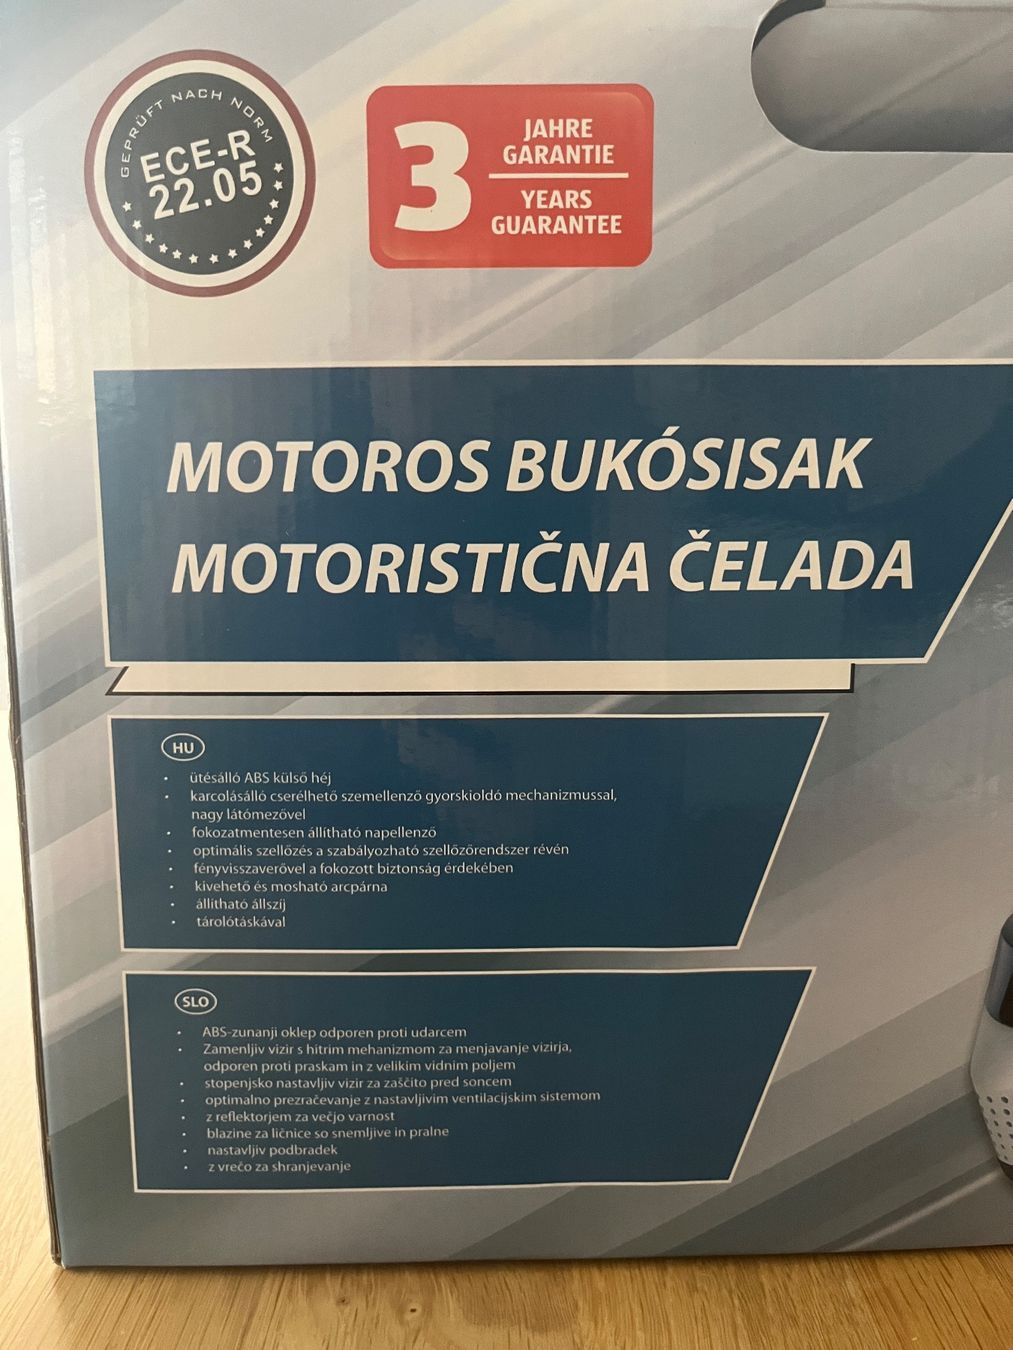 GEPRÜFT NACH NORM
ECE-R
22.05
3
JAHRE
GARANTIE
YEARS
GUARANTEE
MOTOROS BUKÓSISAK
MOTORISTIČNA ČELADA
HU
• ütésálló ABS külső héj
• karcolásálló cserélhető szemellenző gyorskioldó mechanizmussal,
nagy látómezővel
• fokozatmentesen állítható napellenző
• optimális szellőzés a szabályozható szellőzőrendszer révén
• fényvisszaverővel a fokozott biztonság érdekében
• kivehető és mosható arcpárna
• állítható állszíj
• tárolótáskával
SLO
• ABS-zunanji oklep odporen proti udarcem
• Zamenljiv vizir s hitrim mehanizmom za menjavanje vizirja,
odporen proti praskam in z velikim vidnim poljem
• stopenjsko nastavljiv vizir za zaščito pred soncem
• optimalno prezračevanje z nastavljivim ventilacijskim sistemom
• z reflektorjem za večjo varnost
• blazine za ličnice so snemljive in pralne
• nastavljiv podbradek
• z vrečo za shranjevanje